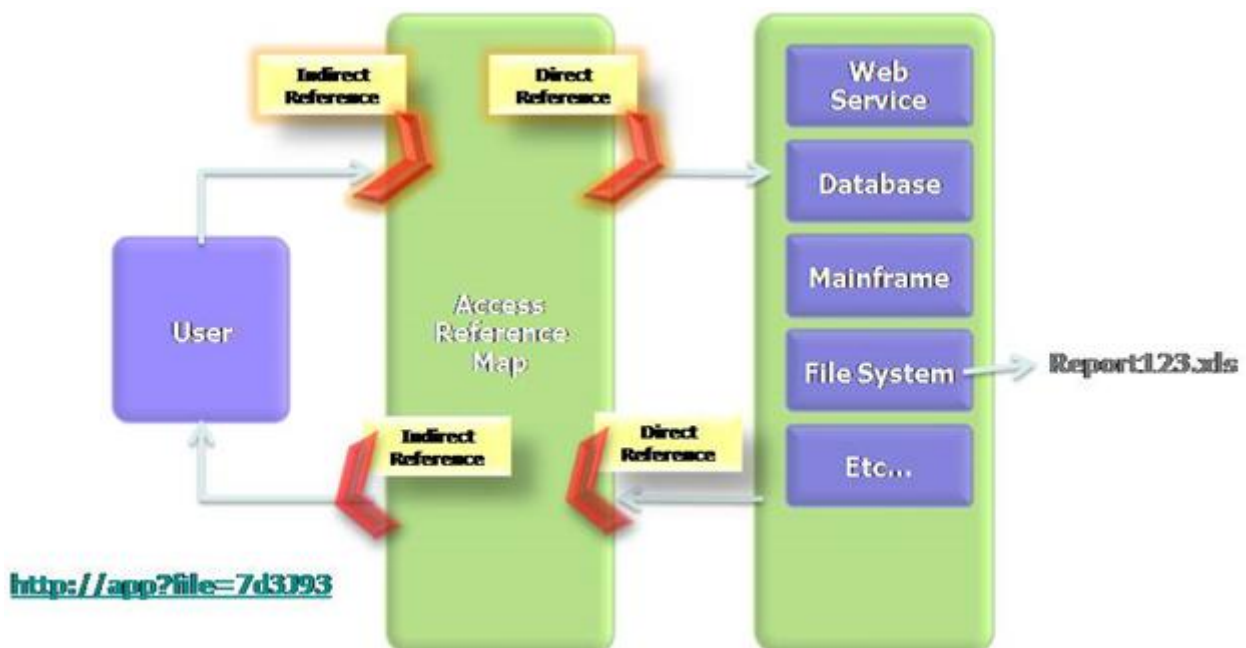 Indirect
Reference
Direct
Reference
Web
Service
Database
Mainframe
User
Access
Reference
Map
File System
Report123.xls
Indirect
Reference
Direct
Reference
Etc...
http://app?file=7d3J93